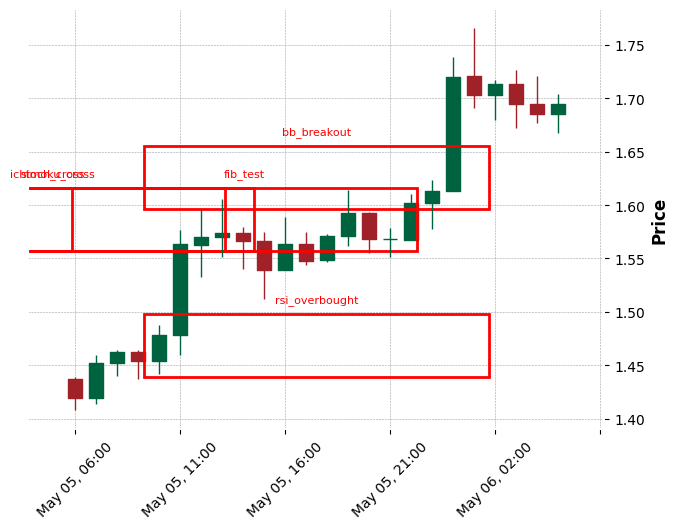 1.75
1.70
bb_breakout
1.65
fib_test
1.60
Price
1.55
rsi_overbought
1.50
1.45
1.40
May 05, 06:00
May 05, 11:00
May 05, 16:00
May 05, 21:00
May 06, 02:00